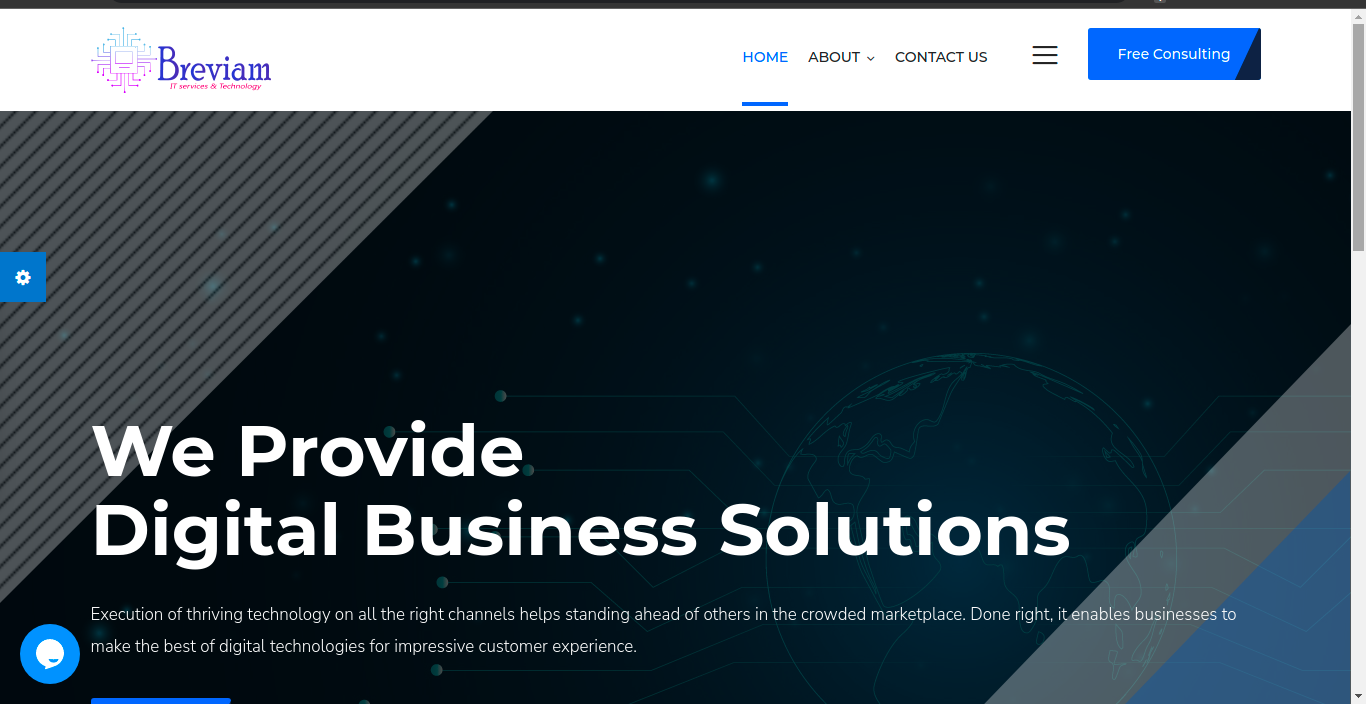 Breviam
IT services & Technology
HOME
ABOUT
CONTACT US
Free Consulting
We Provide
Digital Business Solutions
Execution of thriving technology on all the right channels helps standing ahead of others in the crowded marketplace. Done right, it enables businesses to
make the best of digital technologies for impressive customer experience.